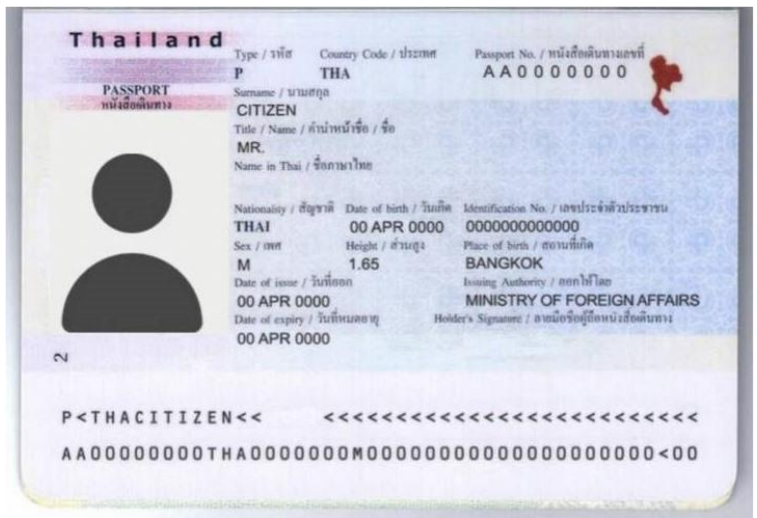 Thailand
PASSPORT
หนังสือเดินทาง
Type / รหัส Country Code / ประเทศ Passport No. / หนังสือเดินทางเลขที่
P THA AA0000000
Surname / นามสกุล
CITIZEN
Title / Name / คำนำหน้าชื่อ / ชื่อ
MR.
Name in Thai / ชื่อภาษาไทย
Nationality / สัญชาติ Date of birth / วันเกิด Identification No. / เลขประจำตัวประชาชน
THAI 00 APR 0000 0000000000000
Sex / เพศ Height / ส่วนสูง Place of birth / สถานที่เกิด
M 1.65 BANGKOK
Date of issue / วันที่ออก Issuing Authority / ออกให้โดย
00 APR 0000 MINISTRY OF FOREIGN AFFAIRS
Date of expiry / วันที่หมดอายุ Holder's Signature / ลายมือชื่อผู้ถือหนังสือเดินทาง
00 APR 0000
2
P<THACITIZEN<< <<<<<<<<<<<<<<<<<<<<<<<<<<
AA00000000THA0000000M0000000000000000000000<00